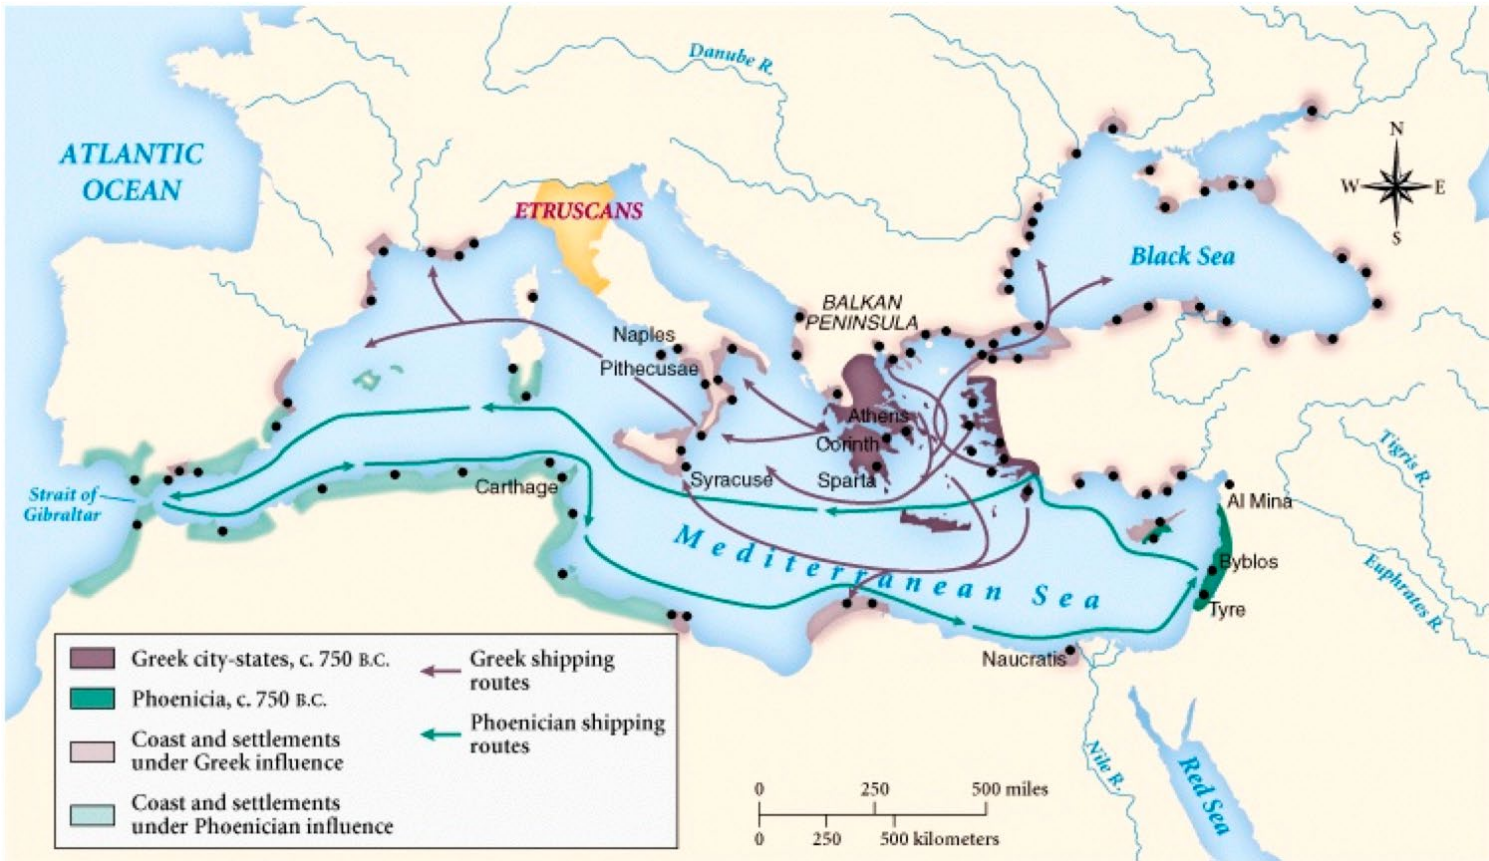 Danube R.
ATLANTIC
OCEAN
N
W
E
S
ETRUSCANS
Black Sea
BALKAN
PENINSULA
Naples
Pithecusae
Athens
Corinth
Sparta
Syracuse
Carthage
Strait of
Gibraltar
Tigris R.
Al Mina
Euphrates R.
Byblos
Tyre
Mediterranean Sea
Naucratis
Nile R.
Red Sea
Greek city-states, c. 750 B.C.
Phoenicia, c. 750 B.C.
Coast and settlements
under Greek influence
Coast and settlements
under Phoenician influence
Greek shipping
routes
Phoenician shipping
routes
0 250 500 miles
0 250 500 kilometers